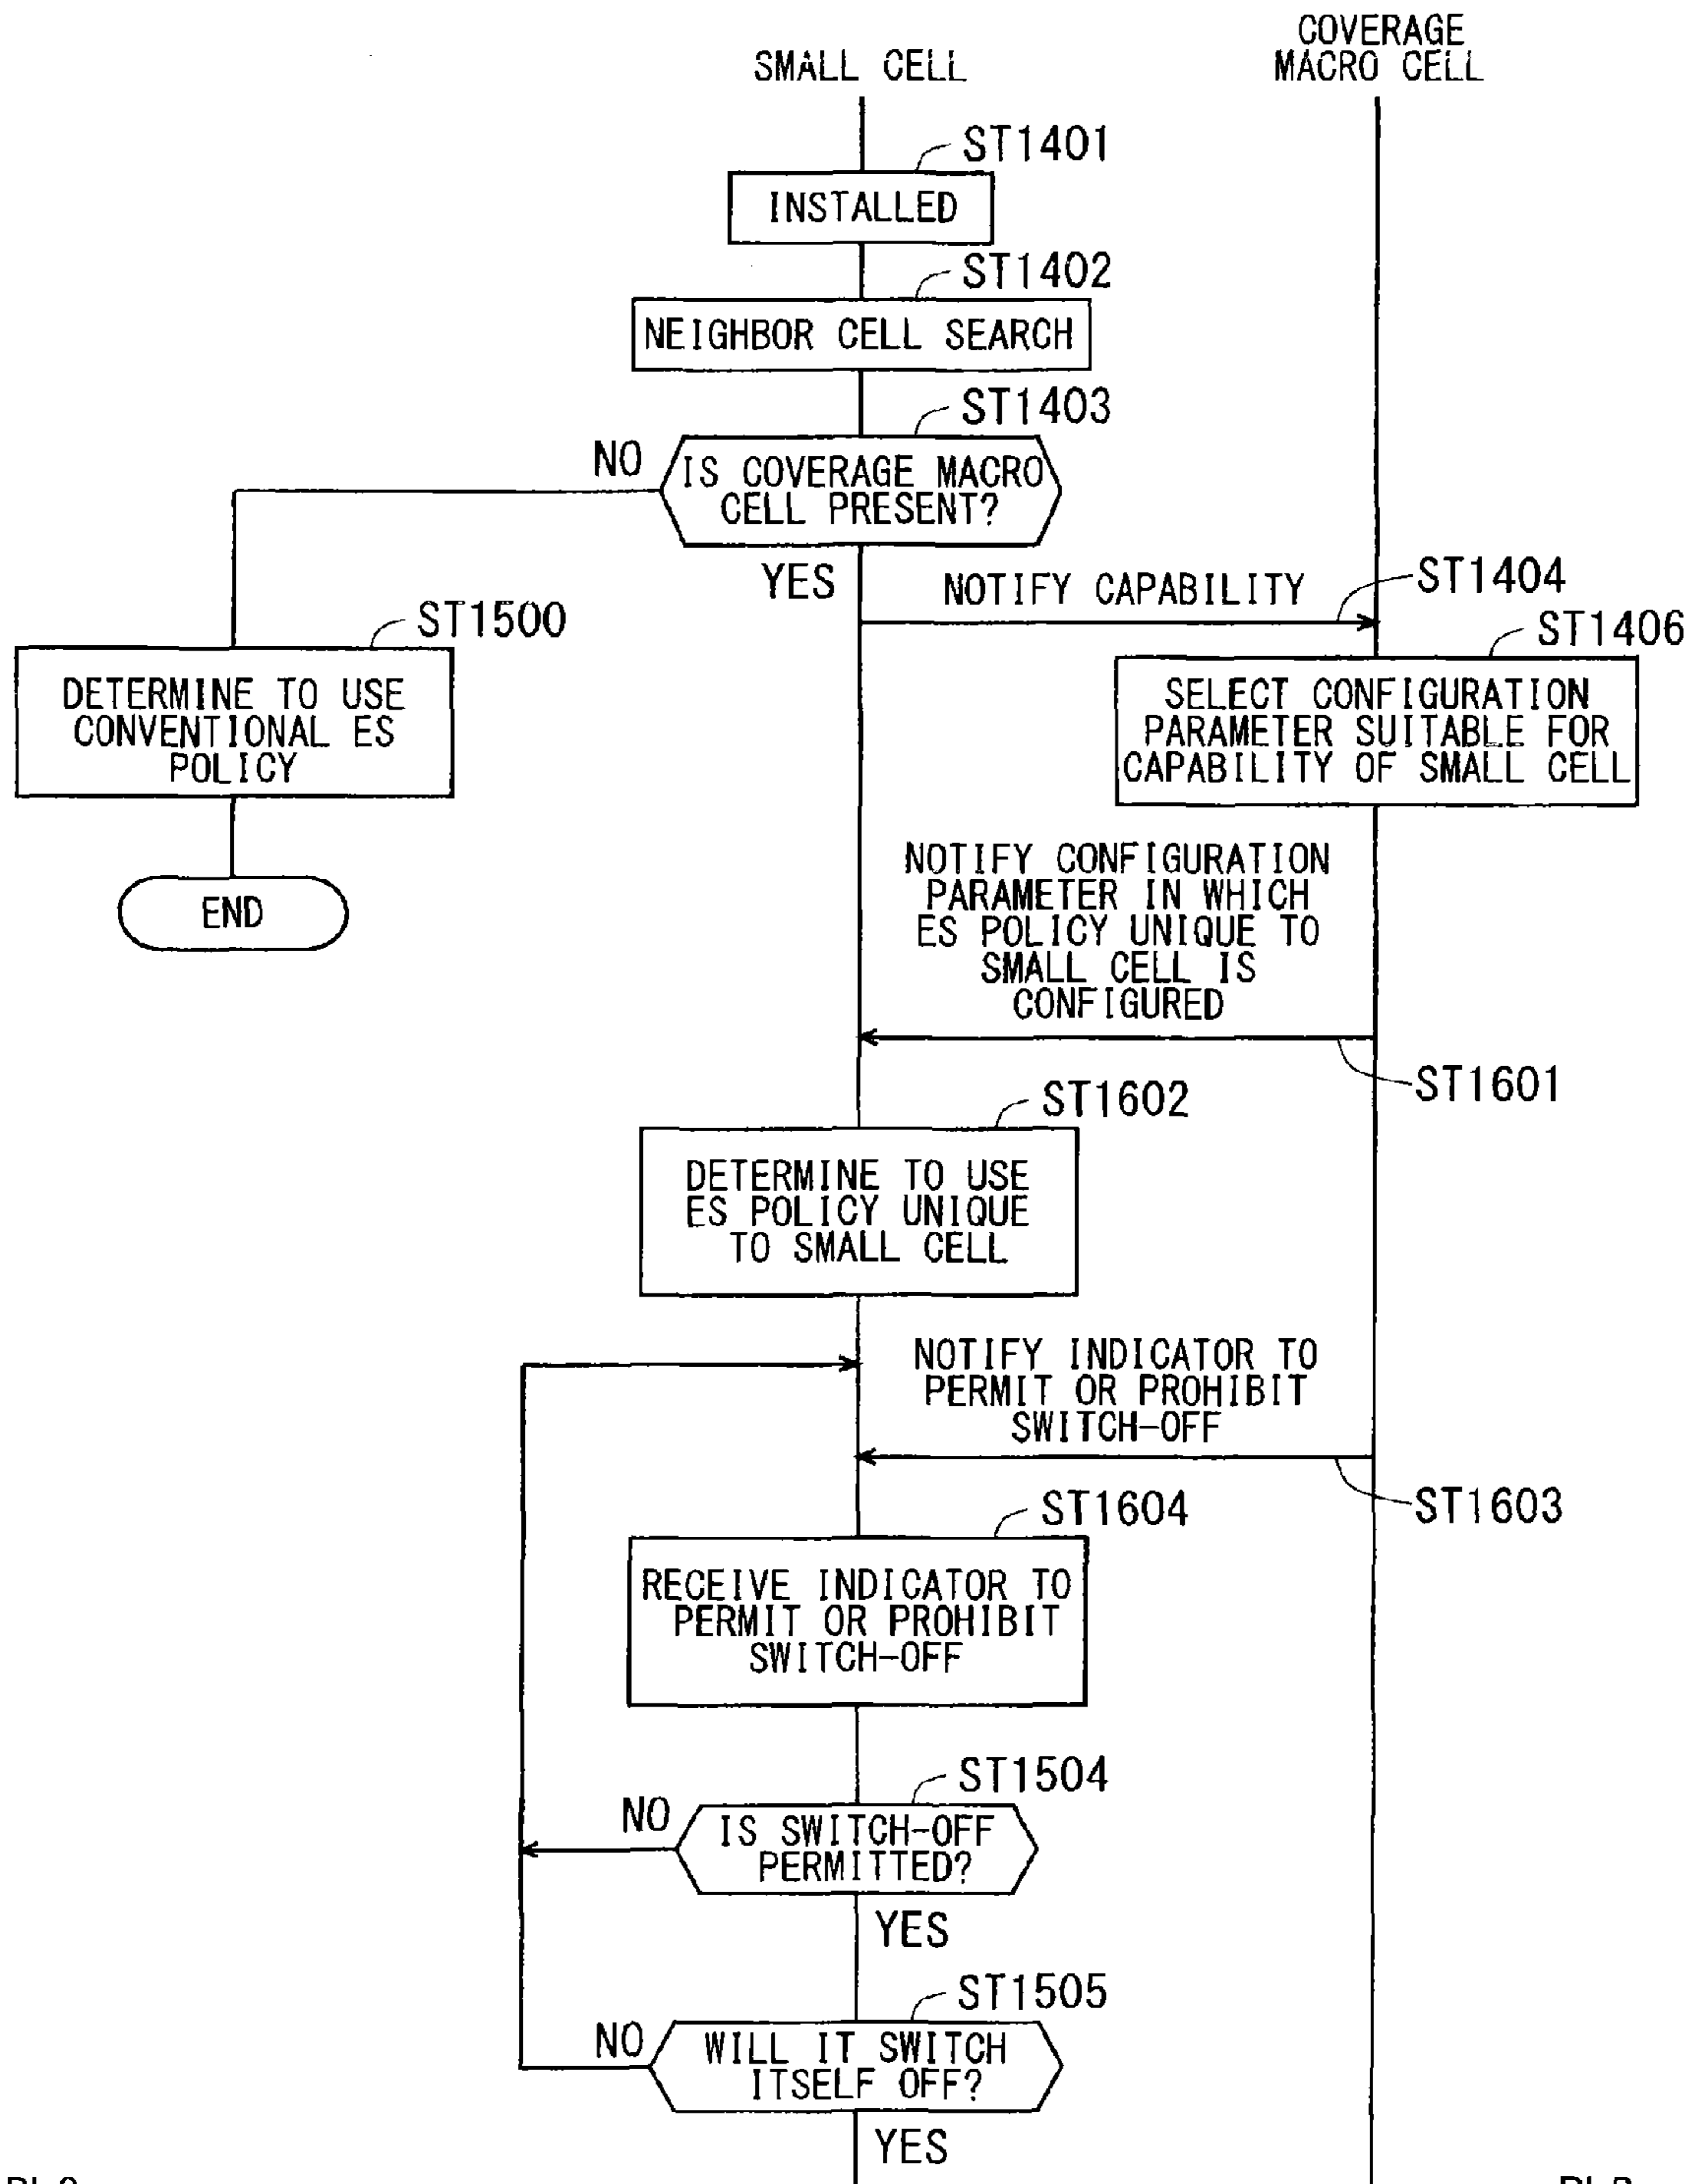 SMALL CELL
COVERAGE
MACRO CELL
ST1401
INSTALLED
ST1402
NEIGHBOR CELL SEARCH
ST1403
NO
IS COVERAGE MACRO
CELL PRESENT?
YES
NOTIFY CAPABILITY
ST1404
ST1500
DETERMINE TO USE
CONVENTIONAL ES
POLICY
END
ST1406
SELECT CONFIGURATION
PARAMETER SUITABLE FOR
CAPABILITY OF SMALL CELL
NOTIFY CONFIGURATION
PARAMETER IN WHICH
ES POLICY UNIQUE TO
SMALL CELL IS
CONFIGURED
ST1601
ST1602
DETERMINE TO USE
ES POLICY UNIQUE
TO SMALL CELL
NOTIFY INDICATOR TO
PERMIT OR PROHIBIT
SWITCH-OFF
ST1603
ST1604
RECEIVE INDICATOR TO
PERMIT OR PROHIBIT
SWITCH-OFF
ST1504
NO
IS SWITCH-OFF
PERMITTED?
YES
ST1505
NO
WILL IT SWITCH
ITSELF OFF?
YES